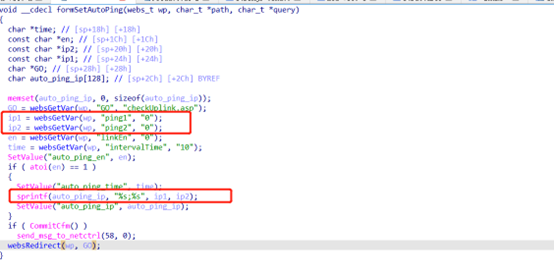 void __cdecl formSetAutoPing(webs_t wp, char_t *path, char_t *query)
{
char *time; // [sp+18h] [+18h]
const char *en; // [sp+1Ch] [+1Ch]
const char *ip2; // [sp+20h] [+20h]
const char *ip1; // [sp+24h] [+24h]
char *GO; // [sp+28h] [+28h]
char auto_ping_ip[128]; // [sp+2Ch] [+2Ch] BYREF
memset(auto_ping_ip, 0, sizeof(auto_ping_ip));
GO = websGetVar(wp, "GO", "checkUplink.asp");
ip1 = websGetVar(wp, "ping1", "0");
ip2 = websGetVar(wp, "ping2", "0");
en = websGetVar(wp, "linkEn", "0");
time = websGetVar(wp, "intervalTime", "10");
SetValue("auto_ping_en", en);
if ( atoi(en) == 1 )
{
SetValue("auto_ping_time", time);
sprintf(auto_ping_ip, "%s;%s", ip1, ip2);
SetValue("auto_ping_ip", auto_ping_ip);
}
if ( CommitCfm() )
send_msg_to_netctrl(58, 0);
websRedirect(wp, GO);
}